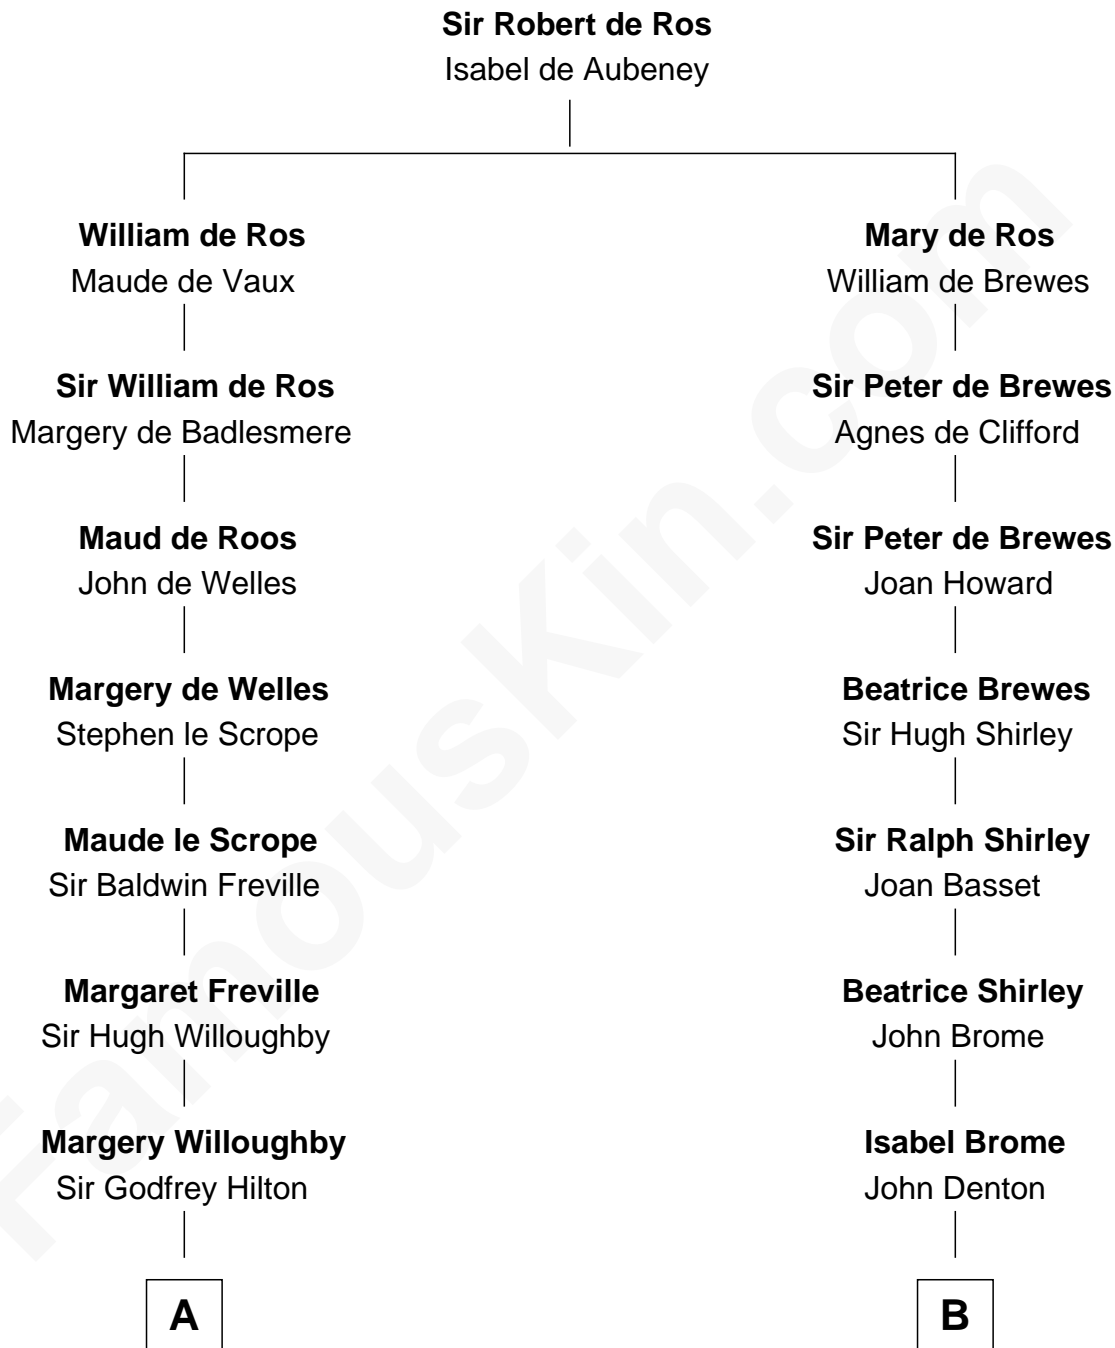 Sir Robert de Ros
Isabel de Aubeney
William de Ros
Maude de Vaux
Mary de Ros
William de Brewes
Sir William de Ros
Margery de Badlesmere
Sir Peter de Brewes
Agnes de Clifford
Maud de Roos
John de Welles
Sir Peter de Brewes
Joan Howard
Margery de Welles
Stephen le Scrope
Beatrice Brewes
Sir Hugh Shirley
Maude le Scrope
Sir Baldwin Freville
Sir Ralph Shirley
Joan Basset
Margaret Freville
Sir Hugh Willoughby
Beatrice Shirley
John Brome
Margery Willoughby
Sir Godfrey Hilton
Isabel Brome
John Denton
A
B
FamousKin.com